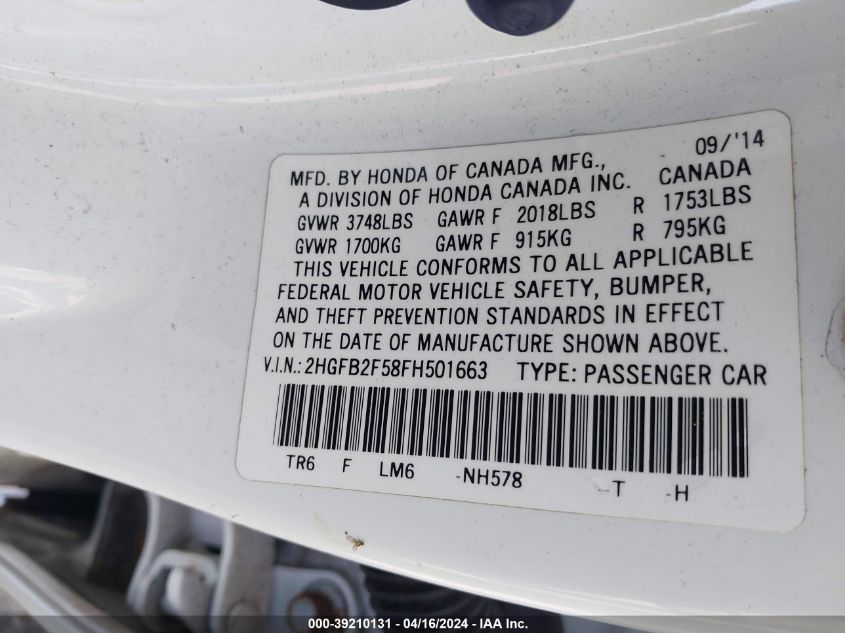 09/'14
MFD. BY HONDA OF CANADA MFG., CANADA
A DIVISION OF HONDA CANADA INC.
GVWR 3748LBS GAWR F 2018LBS R 1753LBS
GVWR 1700KG GAWR F 915KG R 795KG
THIS VEHICLE CONFORMS TO ALL APPLICABLE
FEDERAL MOTOR VEHICLE SAFETY, BUMPER,
AND THEFT PREVENTION STANDARDS IN EFFECT
ON THE DATE OF MANUFACTURE SHOWN ABOVE.
V.I.N.: 2HGFB2F58FH501663 TYPE: PASSENGER CAR
TR6 F LM6 -NH578 -T -H
000-39210131 - 04/16/2024 - IAA Inc.